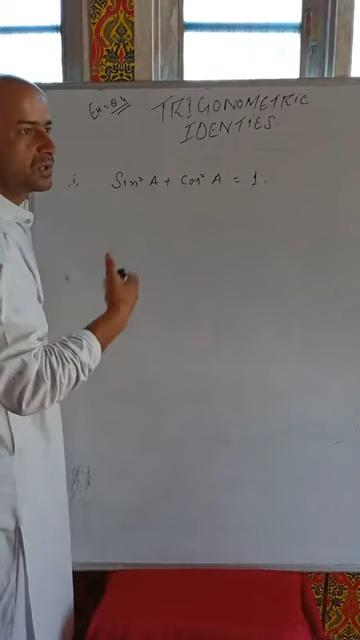 Ex=8.4 TRIGONOMETRIC
IDENTIES.
i. Sin² A + Cos² A = 1.